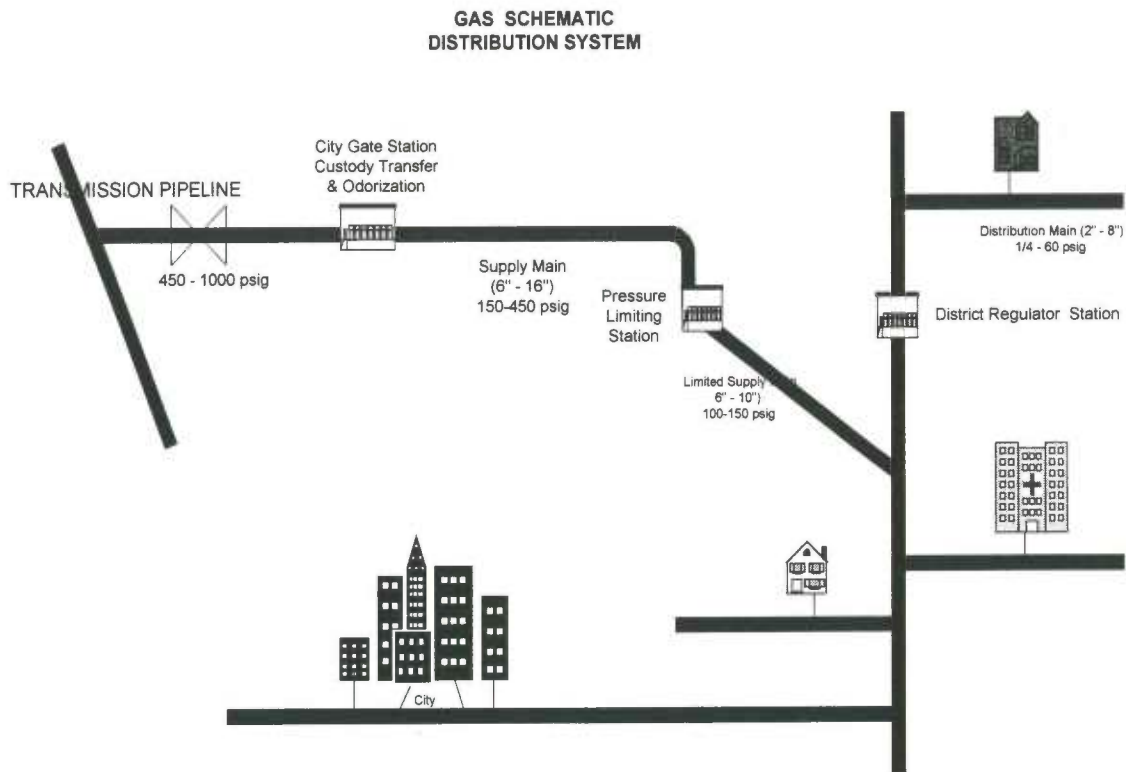 GAS SCHEMATIC
DISTRIBUTION SYSTEM
City Gate Station
Custody Transfer
& Odorization
TRANSMISSION PIPELINE
450 - 1000 psig
Supply Main
(6" - 16")
150-450 psig
Pressure
Limiting
Station
Distribution Main (2" - 8")
1/4 - 60 psig
District Regulator Station
Limited Supply
6" - 10")
100-150 psig
City